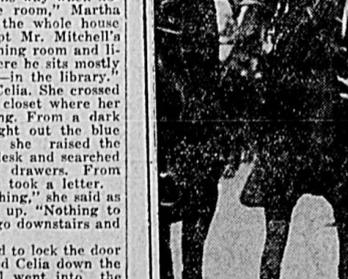 room," Martha
the whole house
pt Mr. Mitchell's
ning room and li-
ere he sits mostly
—in the library."
Celia. She crossed
closet where her
ng. From a dark
ght out the blue
she raised the
desk and searched
drawers. From
took a letter.
hing," she said as
up. "Nothing to
go downstairs and
d to lock the door
d Celia down the
l went into the